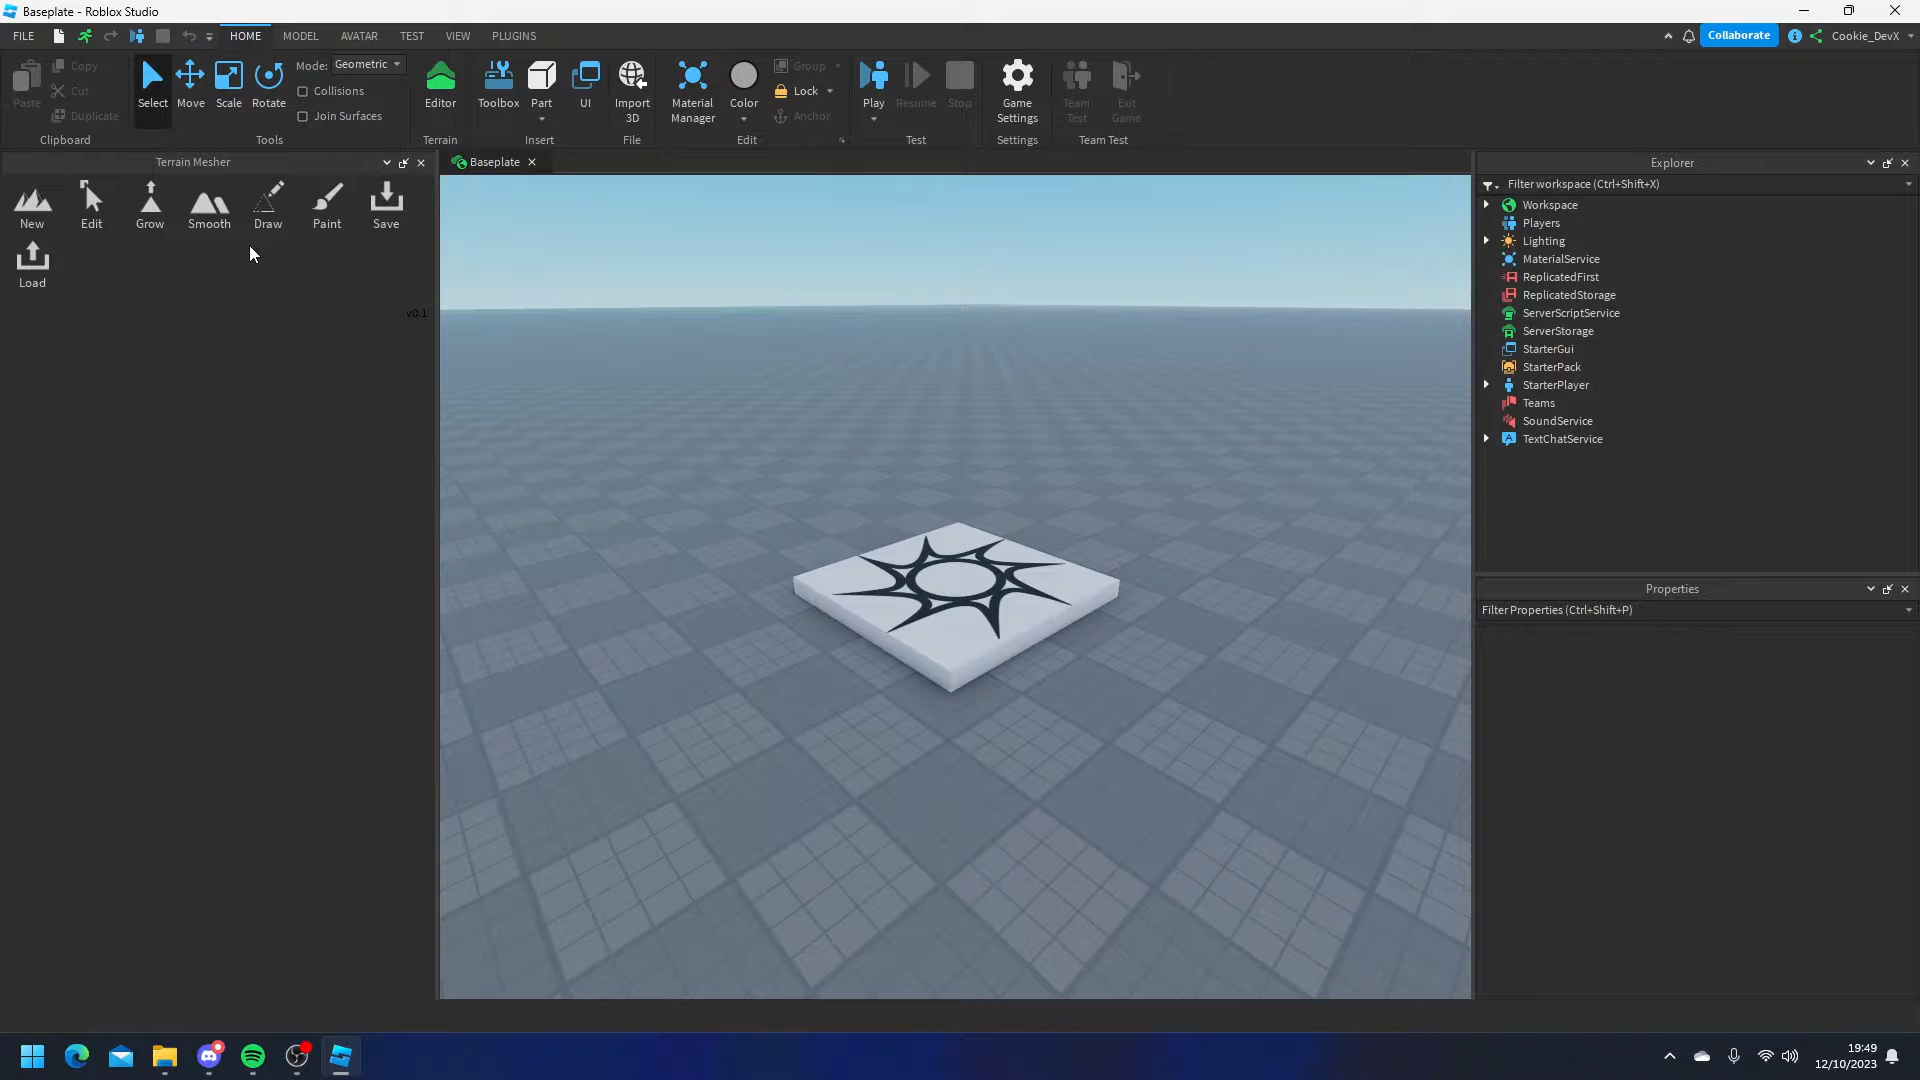 Baseplate - Roblox Studio
FILE HOME MODEL AVATAR TEST VIEW PLUGINS Collaborate Cookie_DevX
Paste Copy Cut Duplicate
Clipboard
Select Move Scale Rotate
Mode: Geometric
Collisions
Join Surfaces
Tools
Editor
Terrain
Toolbox Part UI
Insert
Import
3D
File
Material
Manager
Color
Group
Lock
Anchor
Edit
Play Resume Stop
Test
Game
Settings
Settings
Team
Test
Exit
Game
Team Test
Terrain Mesher
New Edit Grow Smooth Draw Paint Save
Load
v0.1
Baseplate
Explorer
Filter workspace (Ctrl+Shift+X)
Workspace
Players
Lighting
MaterialService
ReplicatedFirst
ReplicatedStorage
ServerScriptService
ServerStorage
StarterGui
StarterPack
StarterPlayer
Teams
SoundService
TextChatService
Properties
Filter Properties (Ctrl+Shift+P)
19:49
12/10/2023